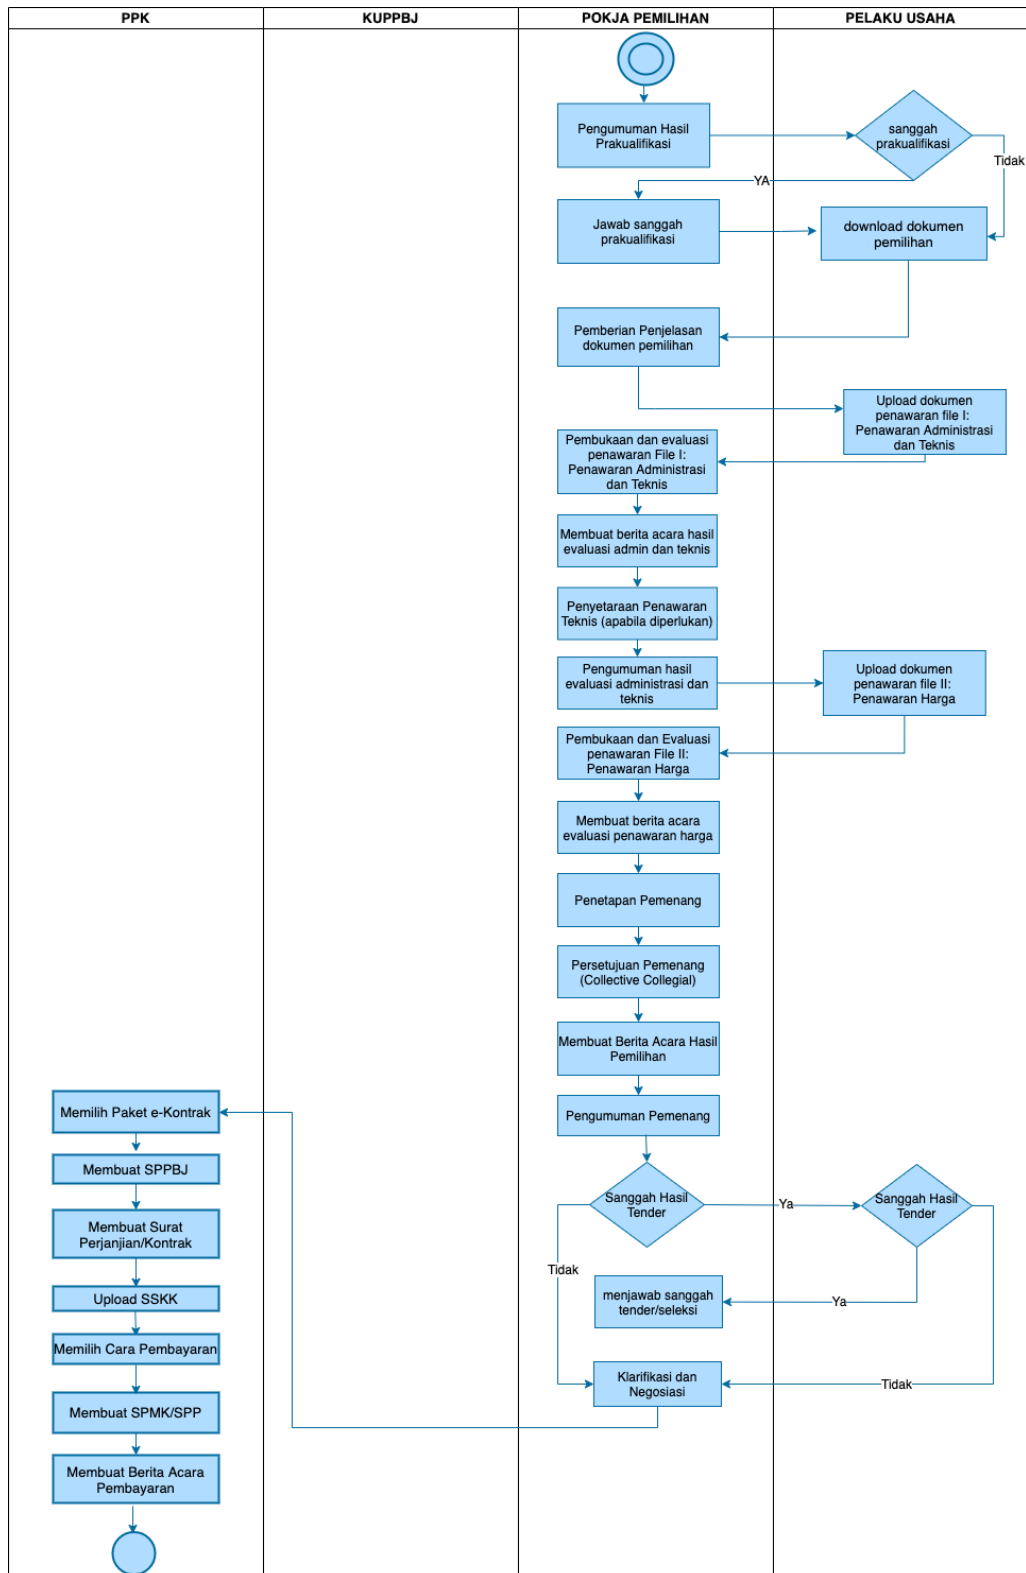 PPK
KUPPBJ
POKJA PEMILIHAN
PELAKU USAHA
Pengumuman Hasil
Prakualifikasi
sanggah
prakualifikasi
Tidak
YA
Jawab sanggah
prakualifikasi
download dokumen
pemilihan
Pemberian Penjelasan
dokumen pemilihan
Upload dokumen
penawaran file I:
Penawaran Administrasi
dan Teknis
Pembukaan dan evaluasi
penawaran File I:
Penawaran Administrasi
dan Teknis
Membuat berita acara hasil
evaluasi admin dan teknis
Penyetaraan Penawaran
Teknis (apabila diperlukan)
Pengumuman hasil
evaluasi administrasi dan
teknis
Upload dokumen
penawaran file II:
Penawaran Harga
Pembukaan dan Evaluasi
penawaran File II:
Penawaran Harga
Membuat berita acara
evaluasi penawaran harga
Penetapan Pemenang
Persetujuan Pemenang
(Collective Collegial)
Membuat Berita Acara Hasil
Pemilihan
Pengumuman Pemenang
Sanggah Hasil
Tender
Ya
Sanggah Hasil
Tender
Tidak
menjawab sanggah
tender/seleksi
Ya
Klarifikasi dan
Negosiasi
Tidak
Memilih Paket e-Kontrak
Membuat SPPBJ
Membuat Surat
Perjanjian/Kontrak
Upload SSKK
Memilih Cara Pembayaran
Membuat SPMK/SPP
Membuat Berita Acara
Pembayaran